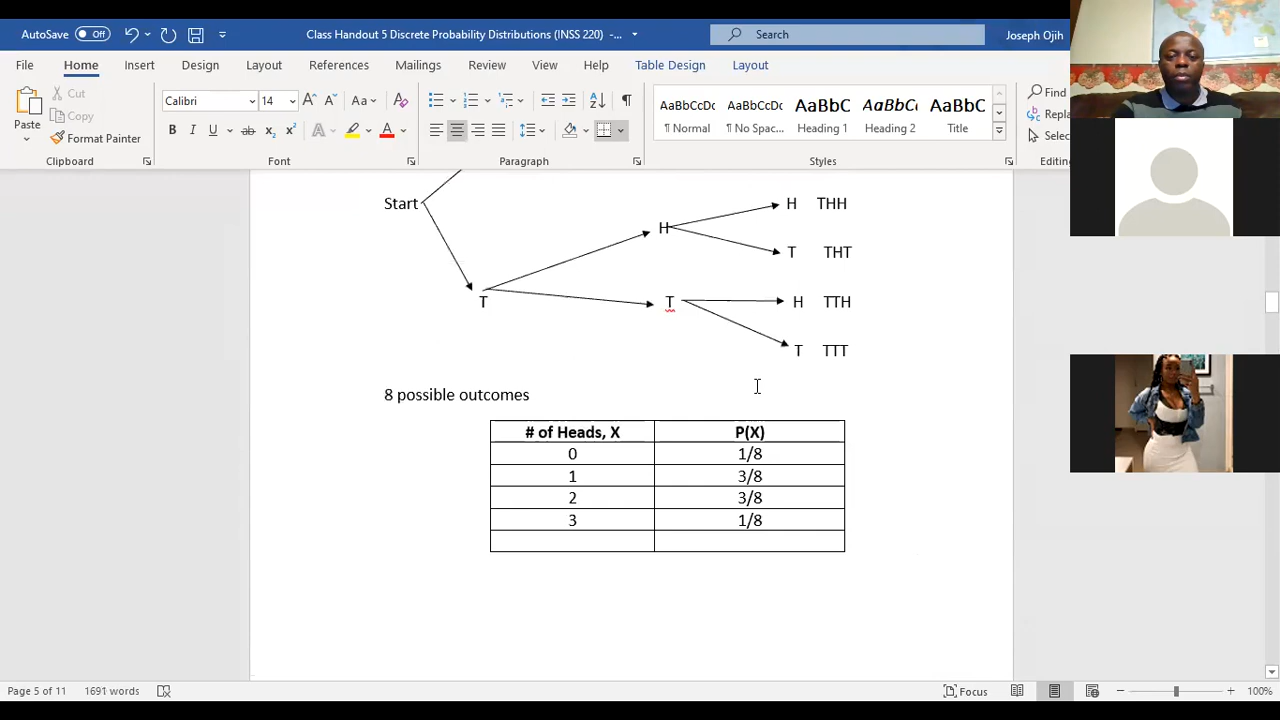 AutoSave Off Class Handout 5 Discrete Probability Distributions (INSS 220) -... Search Joseph Ojih
File Home Insert Design Layout References Mailings Review View Help Table Design Layout
Paste Cut Copy Format Painter
Calibri 14
AaBbCcDc ¶ Normal
AaBbCcDc ¶ No Spac...
AaBbC Heading 1
AaBbCc Heading 2
AaBbC Title
Find
Repla
Selec
Clipboard Font Paragraph Styles Editing
Start H H THH
T THT
T T H TTH
T TTT
8 possible outcomes
# of Heads, X P(X)
0 1/8
1 3/8
2 3/8
3 1/8
Page 5 of 11 1691 words Focus 100%